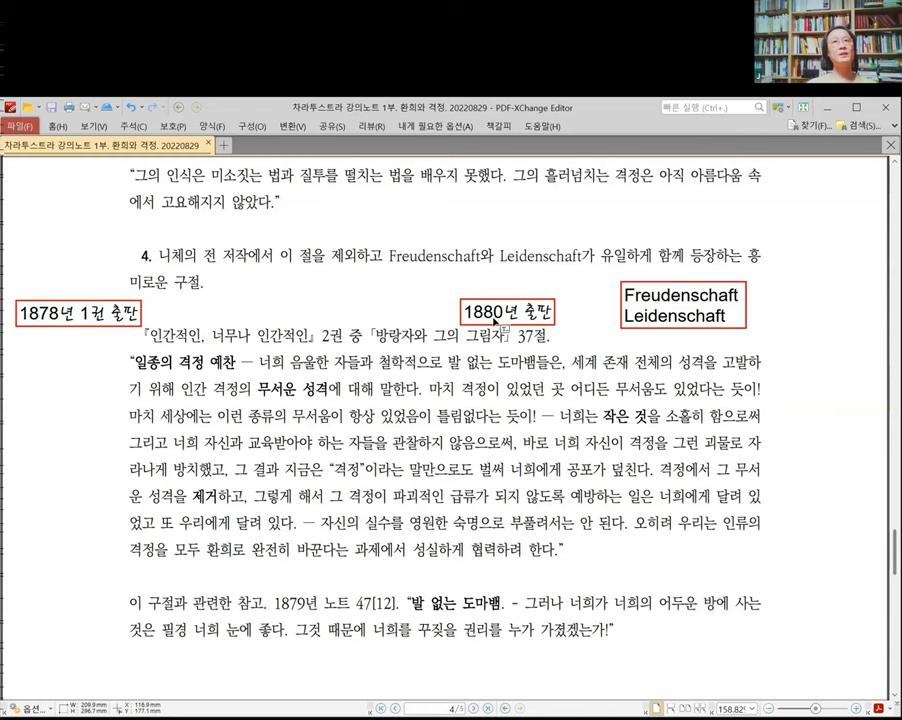 차라투스트라 강의노트 1부. 환희와 격정. 20220829 - PDF-XChange Editor
빠른 실행 (Ctrl+.)
파일(F) 홈(H) 보기(V) 주석(C) 보호(P) 양식(F) 구성(O) 변환(V) 공유(S) 리뷰(R) 내게 필요한 옵션(A) 책갈피 도움말(H) 찾기(F)... 검색(S)...
차라투스트라 강의노트 1부. 환희와 격정. 20220829
“그의 인식은 미소짓는 법과 질투를 떨치는 법을 배우지 못했다. 그의 흘러넘치는 격정은 아직 아름다움 속
에서 고요해지지 않았다.”
4. 니체의 전 저작에서 이 절을 제외하고 Freudenschaft와 Leidenschaft가 유일하게 함께 등장하는 흥
미로운 구절.
1878년 1권 출판
1880년 출판
Freudenschaft
Leidenschaft
『인간적인, 너무나 인간적인』 2권 중 「방랑자와 그의 그림자」 37절.
“일종의 격정 예찬 — 너희 음울한 자들과 철학적으로 발 없는 도마뱀들은, 세계 존재 전체의 성격을 고발하
기 위해 인간 격정의 무서운 성격에 대해 말한다. 마치 격정이 있었던 곳 어디든 무서움도 있었다는 듯이!
마치 세상에는 이런 종류의 무서움이 항상 있었음이 틀림없다는 듯이! — 너희는 작은 것을 소홀히 함으로써
그리고 너희 자신과 교육받아야 하는 자들을 관찰하지 않음으로써, 바로 너희 자신이 격정을 그런 괴물로 자
라나게 방치했고, 그 결과 지금은 “격정”이라는 말만으로도 벌써 너희에게 공포가 덮친다. 격정에서 그 무서
운 성격을 제거하고, 그렇게 해서 그 격정이 파괴적인 급류가 되지 않도록 예방하는 일은 너희에게 달려 있
었고 또 우리에게 달려 있다. — 자신의 실수를 영원한 숙명으로 부풀려서는 안 된다. 오히려 우리는 인류의
격정을 모두 환희로 완전히 바꾼다는 과제에서 성실하게 협력하려 한다.”
이 구절과 관련한 참고. 1879년 노트 47[12]. “발 없는 도마뱀. - 그러나 너희가 너희의 어두운 방에 사는
것은 필경 너희 눈에 좋다. 그것 때문에 너희를 꾸짖을 권리를 누가 가졌겠는가!”
옵션... W: 209.9mm H: 296.7mm X: 116.9mm Y: 177.1mm 4/5 158.82%